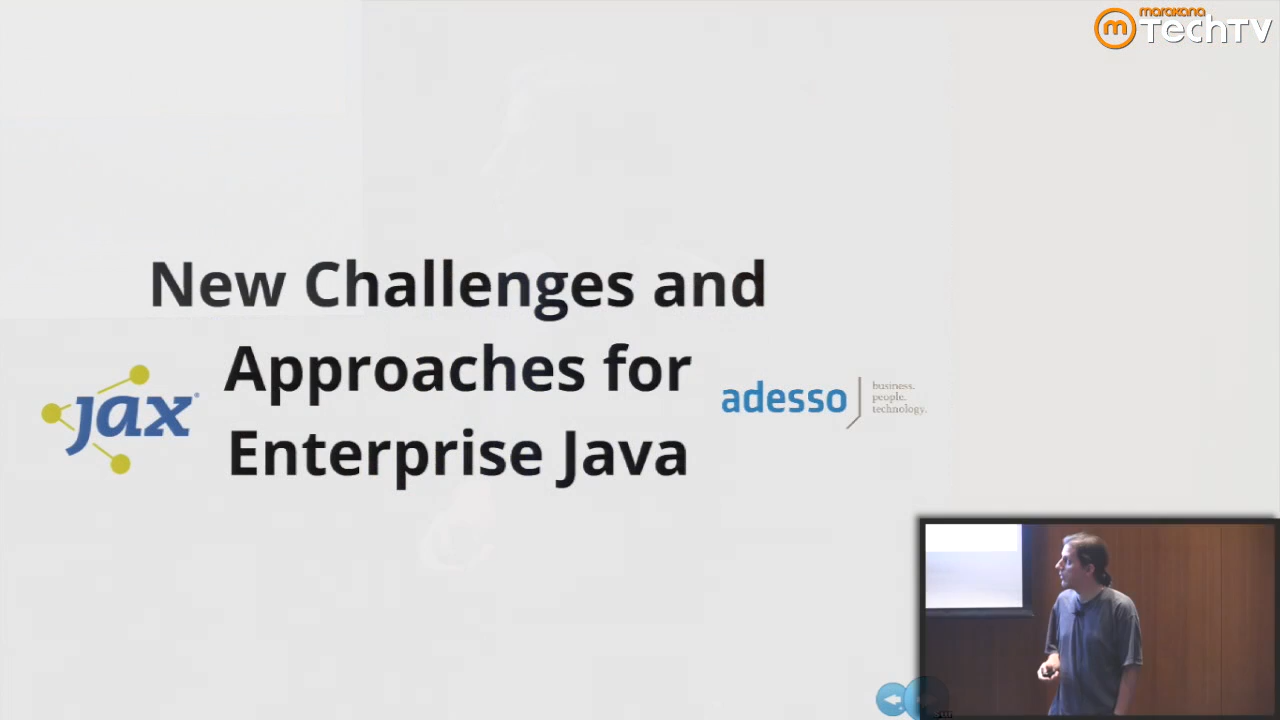 marakana
TechTV
New Challenges and
Approaches for
Enterprise Java
jax
adesso
business.
people.
technology.